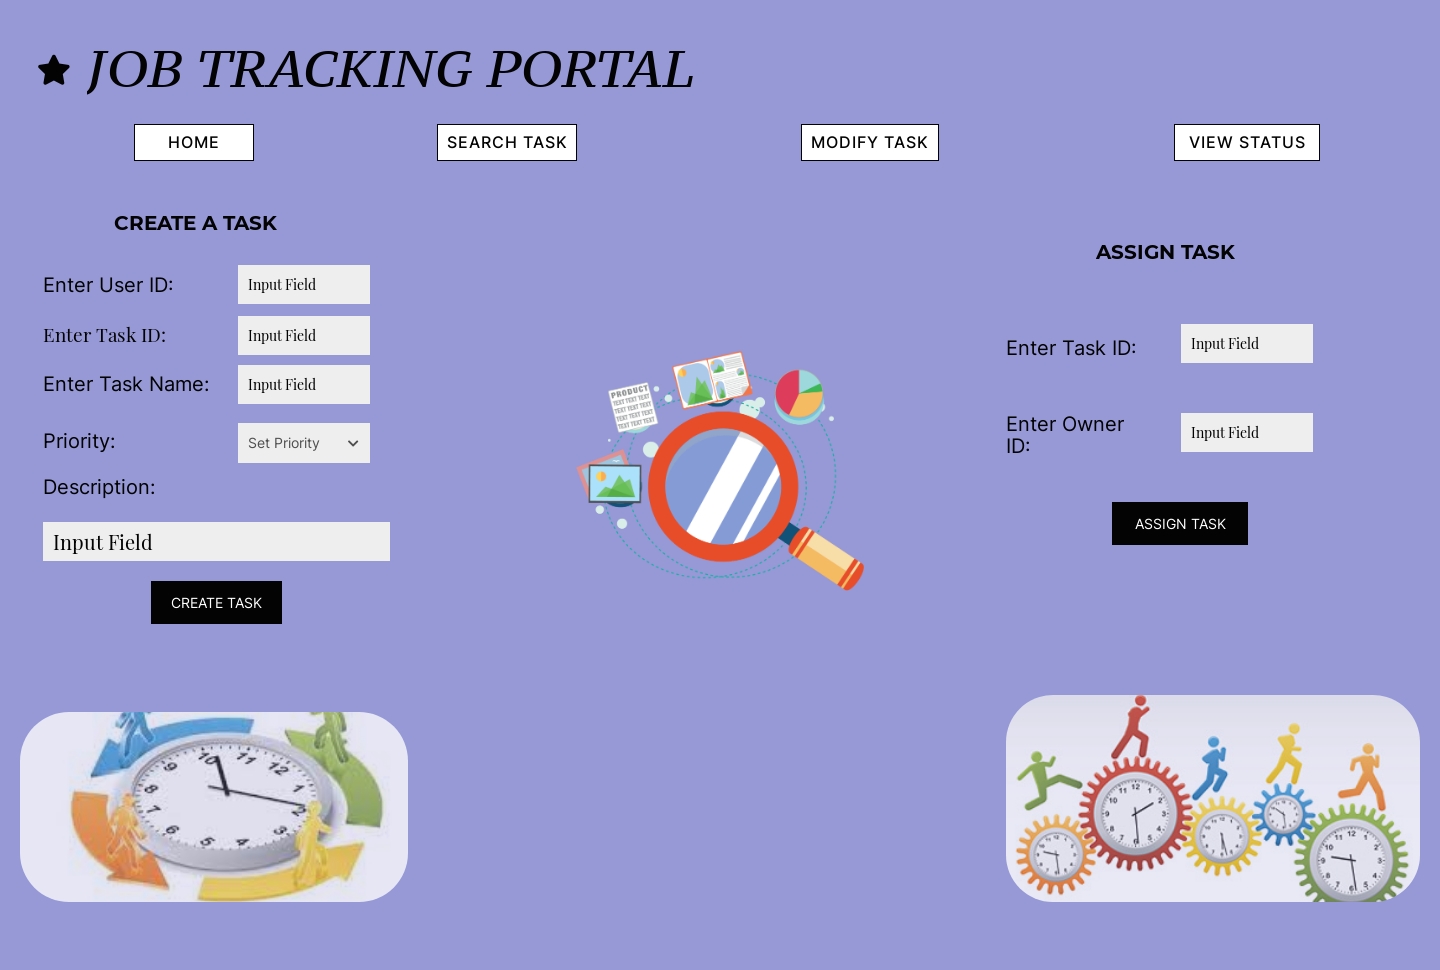 JOB TRACKING PORTAL
HOME
SEARCH TASK
MODIFY TASK
VIEW STATUS
CREATE A TASK
Enter User ID:
Input Field
Enter Task ID:
Input Field
Enter Task Name:
Input Field
Priority:
Set Priority
Description:
Input Field
CREATE TASK
PRODUCT
TEXT TEXT TEXT
TEXT TEXT TEXT
TEXT TEXT TEXT
TEXT TEXT TEXT
TEXT TEXT TEXT
ASSIGN TASK
Enter Task ID:
Input Field
Enter Owner
ID:
Input Field
ASSIGN TASK